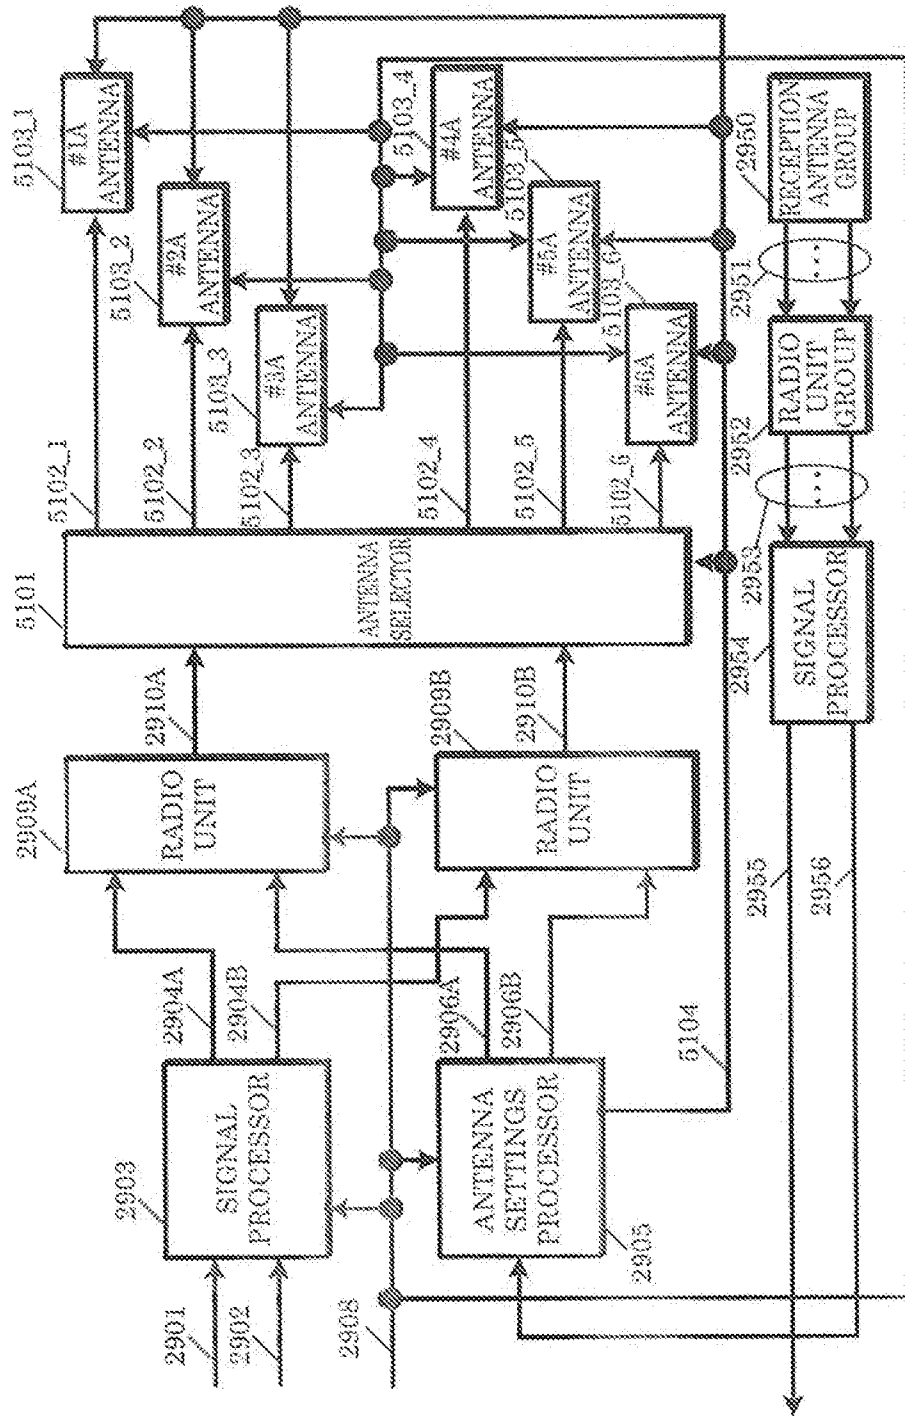 2901
2902
2908
2903
SIGNAL
PROCESSOR
2904A
2904B
ANTENNA
SETTINGS
PROCESSOR
2905
2906A
2906B
5104
2909A
RADIO
UNIT
2910A
2909B
RADIO
UNIT
2910B
5101
ANTENNA
SELECTOR
5102_1
5102_2
5102_3
5102_4
5102_5
5102_6
5103_1
#1A
ANTENNA
5103_2
#2A
ANTENNA
5103_3
#3A
ANTENNA
5103_4
#4A
ANTENNA
5103_5
#5A
ANTENNA
5103_6
#6A
ANTENNA
2955
2956
2954
SIGNAL
PROCESSOR
2953
...
2952
RADIO
UNIT
GROUP
2951
...
2950
RECEPTION
ANTENNA
GROUP